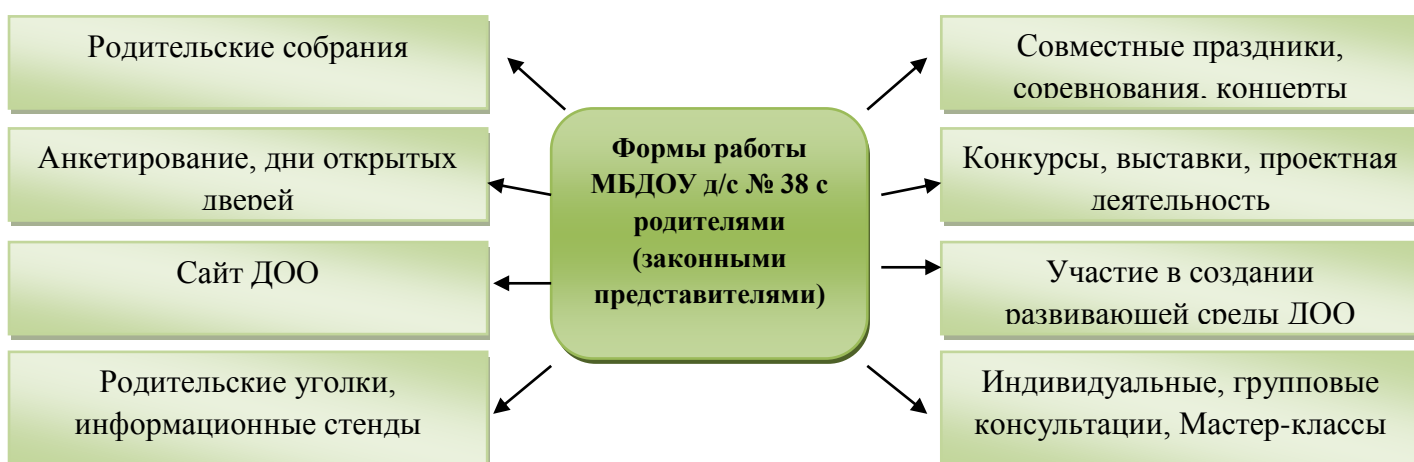 Родительские собрания
Анкетирование, дни открытых
дверей
Сайт ДОО
Родительские уголки,
информационные стенды
Формы работы
МБДОУ д/с № 38 с
родителями
(законными
представителями)
Совместные праздники,
соревнования, концерты
Конкурсы, выставки, проектная
деятельность
Участие в создании
развивающей среды ДОО
Индивидуальные, групповые
консультации, Мастер-классы